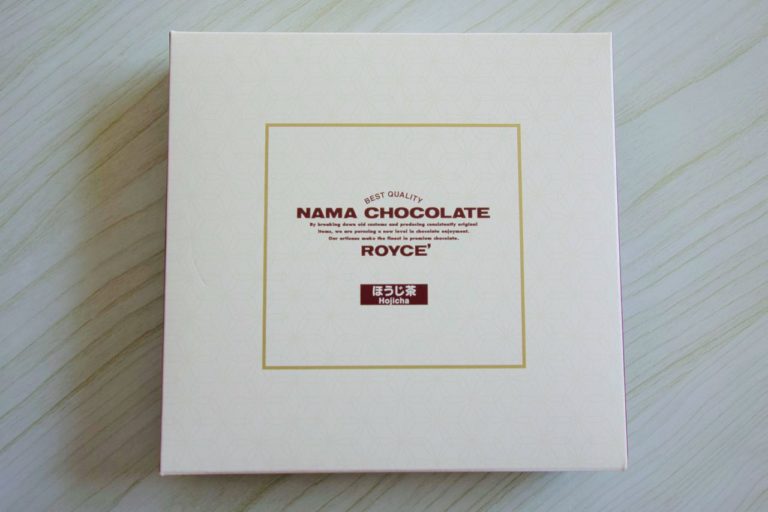 BEST QUALITY
NAMA CHOCOLATE
By breaking down old customs and producing consistently original
items, we are pursuing a new level in chocolate enjoyment.
Our artisans make the finest in premium chocolate.
ROYCE'
ほうじ茶
Hojicha